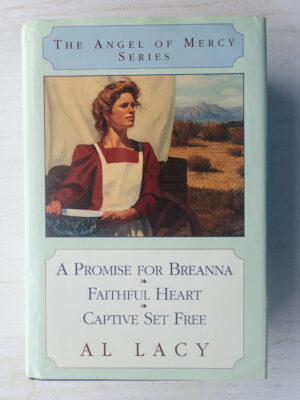 The Angel of Mercy
Series
A Promise for Breanna
Faithful Heart
Captive Set Free
AL LACY